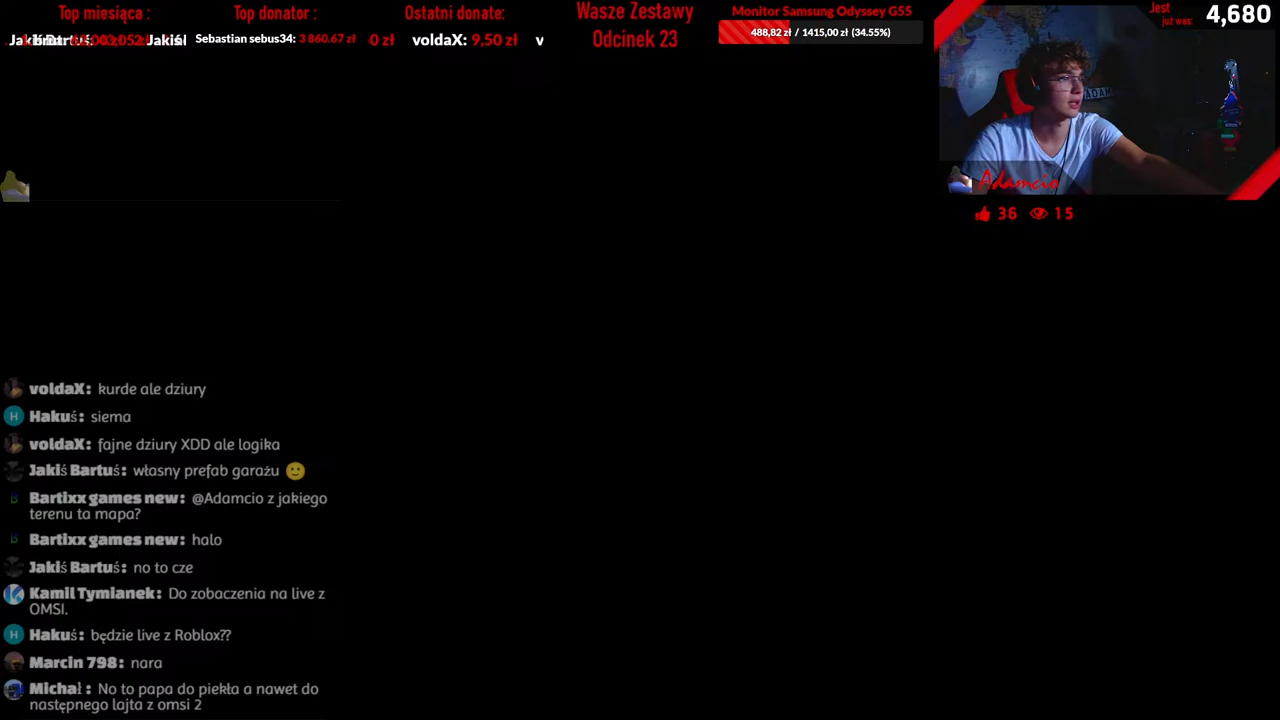 Top miesiąca :
Top donator :
Sebastian sebus34: 3 860.67 zł
Ostatni donate:
0 zł voldaX: 9,50 zł v
Wasze Zestawy
Odcinek 23
Monitor Samsung Odyssey G55
488,82 zł / 1415,00 zł (34.55%)
Jest
już was:
4,680
ADAM
Adamcio
36 15
voldaX: kurde ale dziury
Hakuś: siema
voldaX: fajne dziury XDD ale logika
Jakiś Bartuś: własny prefab garażu 🙂
Bartixx games new: @Adamcio z jakiego
terenu ta mapa?
Bartixx games new: halo
Jakiś Bartuś: no to cze
Kamil Tymianek: Do zobaczenia na live z
OMSI.
Hakuś: będzie live z Roblox??
Marcin 798: nara
Michał : No to papa do piekła a nawet do
następnego lajta z omsi 2